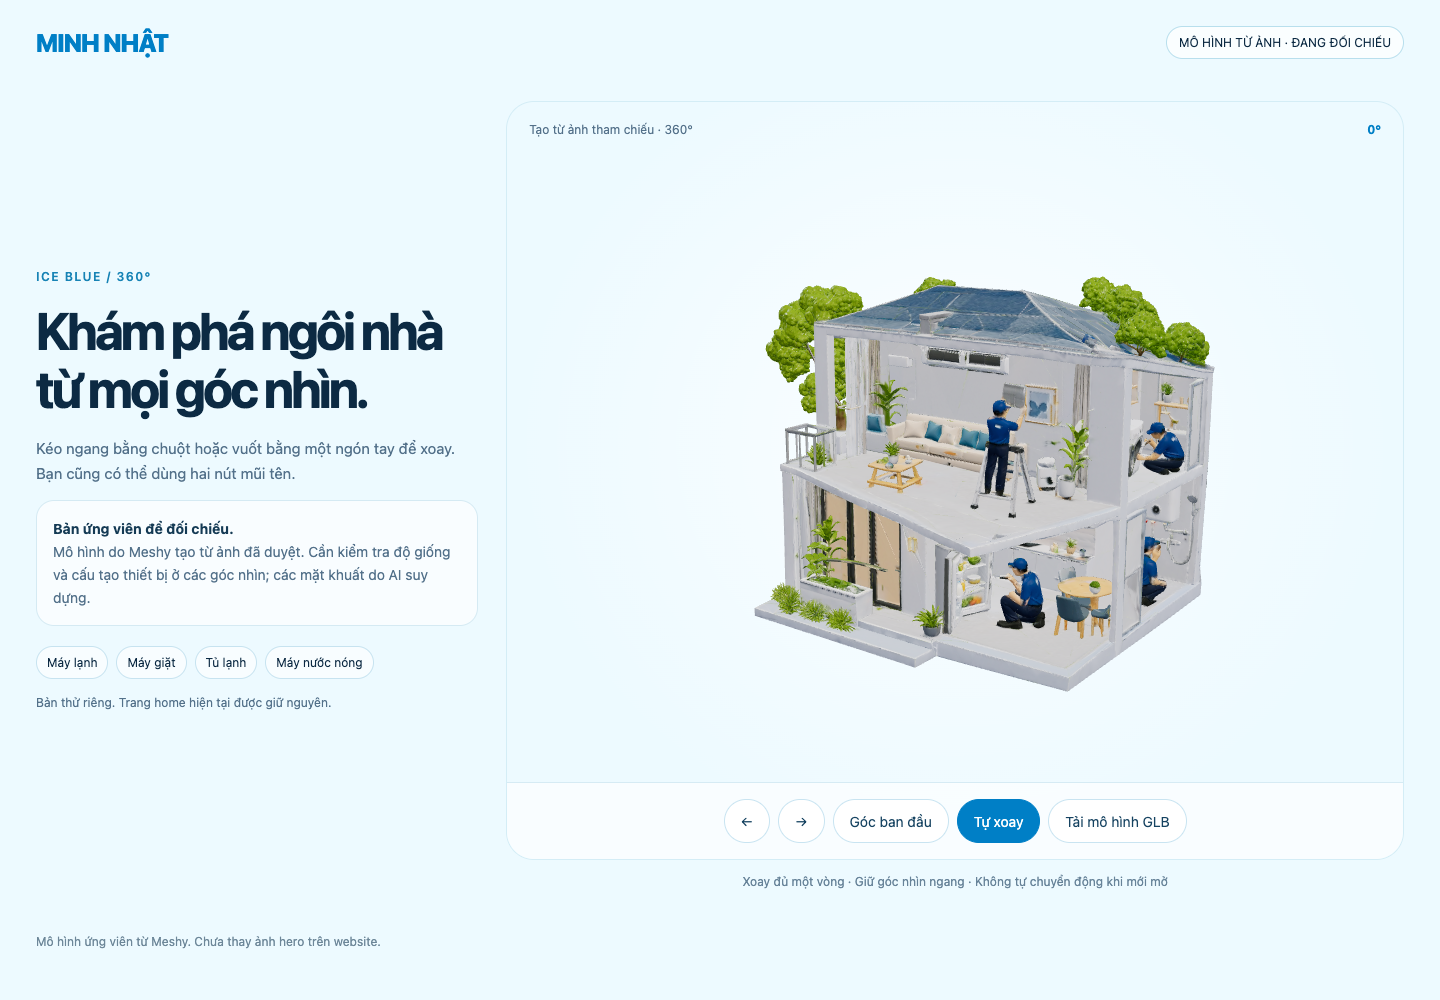 MINH NHẬT
MÔ HÌNH TỪ ẢNH · ĐANG ĐỐI CHIẾU
Tạo từ ảnh tham chiếu · 360°
0°
ICE BLUE / 360°
Khám phá ngôi nhà
từ mọi góc nhìn.
Kéo ngang bằng chuột hoặc vuốt bằng một ngón tay để xoay.
Bạn cũng có thể dùng hai nút mũi tên.
Bản ứng viên để đối chiếu.
Mô hình do Meshy tạo từ ảnh đã duyệt. Cần kiểm tra độ giống
và cấu tạo thiết bị ở các góc nhìn; các mặt khuất do AI suy
dựng.
Máy lạnh
Máy giặt
Tủ lạnh
Máy nước nóng
Bản thử riêng. Trang home hiện tại được giữ nguyên.
← → Góc ban đầu
Tự xoay
Tải mô hình GLB
Xoay đủ một vòng · Giữ góc nhìn ngang · Không tự chuyển động khi mới mở
Mô hình ứng viên từ Meshy. Chưa thay ảnh hero trên website.